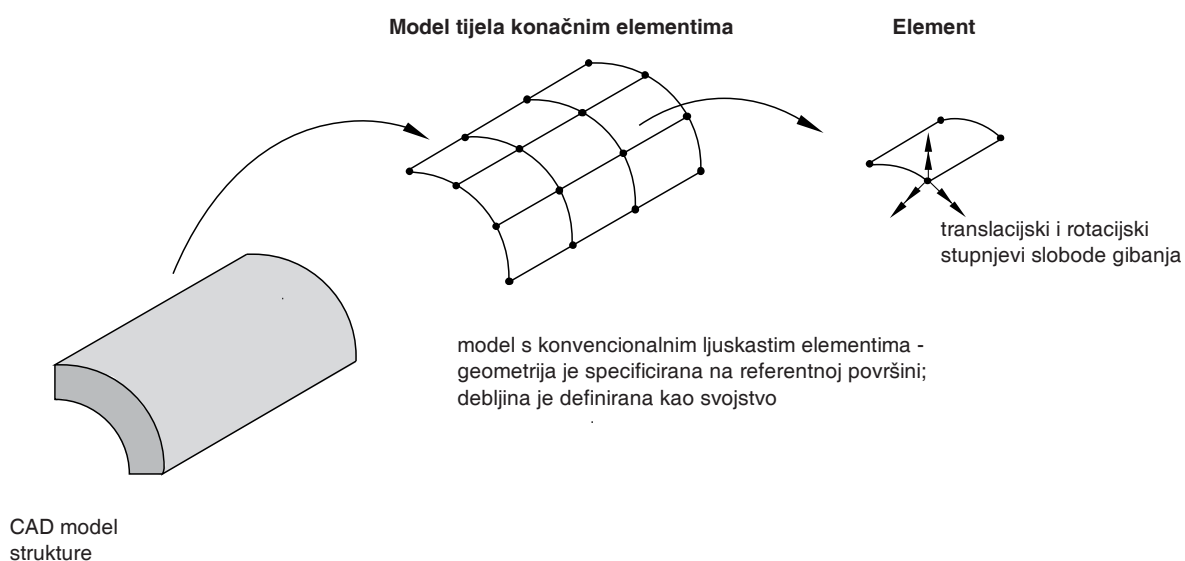 Model tijela konačnim elementima
Element
translacijski i rotacijski
stupnjevi slobode gibanja
model s konvencionalnim ljuskastim elementima -
geometrija je specificirana na referentnoj površini;
debljina je definirana kao svojstvo
CAD model
strukture